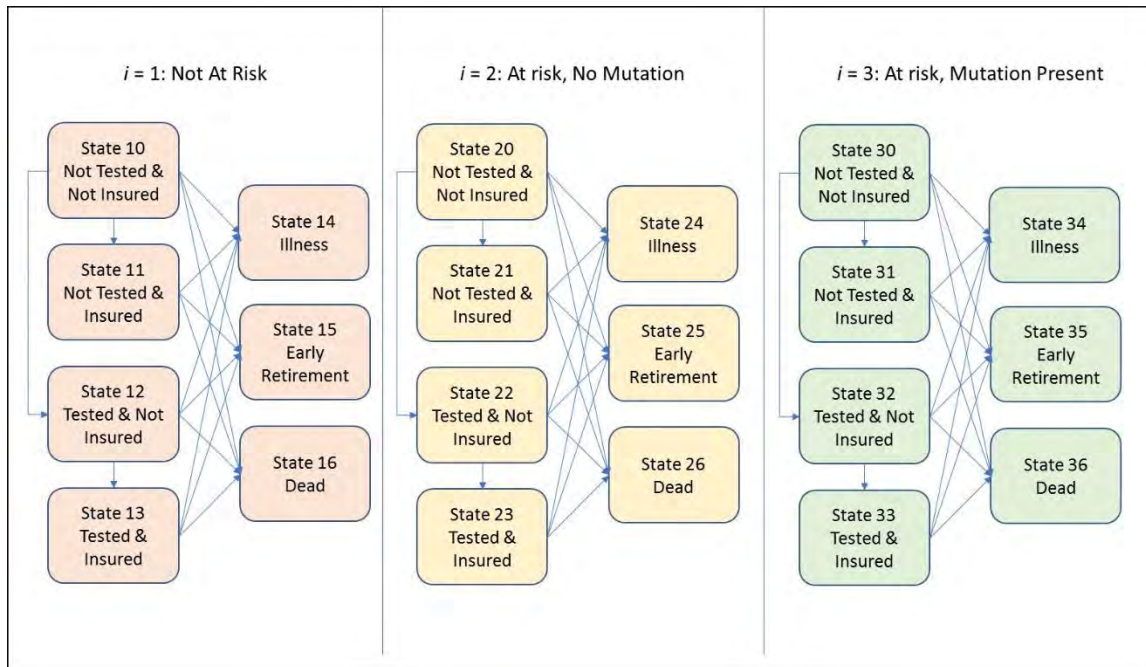 i = 1: Not At Risk
State 10
Not Tested &
Not Insured
State 11
Not Tested &
Insured
State 12
Tested & Not
Insured
State 13
Tested &
Insured
State 14
Illness
State 15
Early
Retirement
State 16
Dead
i = 2: At risk, No Mutation
State 20
Not Tested &
Not Insured
State 21
Not Tested &
Insured
State 22
Tested & Not
Insured
State 23
Tested &
Insured
State 24
Illness
State 25
Early
Retirement
State 26
Dead
i = 3: At risk, Mutation Present
State 30
Not Tested &
Not Insured
State 31
Not Tested &
Insured
State 32
Tested & Not
Insured
State 33
Tested &
Insured
State 34
Illness
State 35
Early
Retirement
State 36
Dead